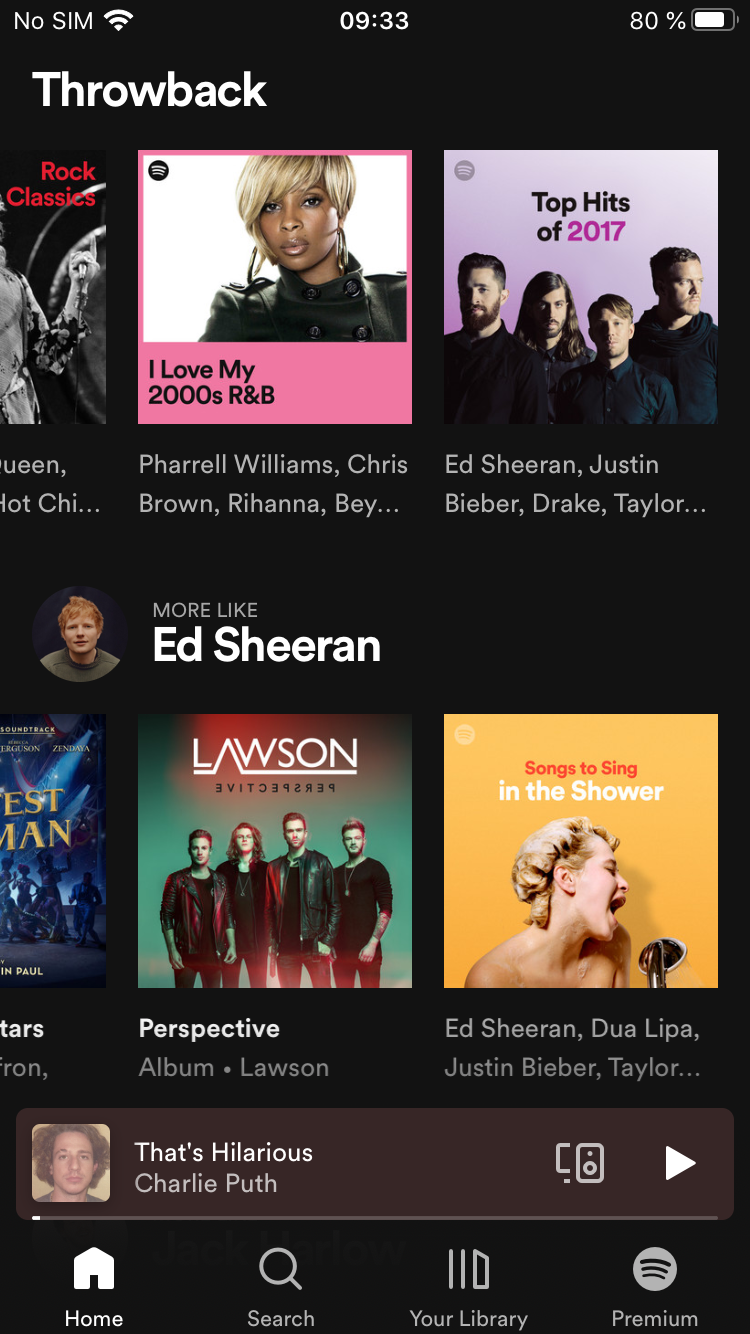 No SIM 09:33 80 %
Throwback
Rock
Classics
I Love My
2000s R&B
Top Hits
of 2017
ueen,
Hot Chi...
Pharrell Williams, Chris
Brown, Rihanna, Bey...
Ed Sheeran, Justin
Bieber, Drake, Taylor...
MORE LIKE
Ed Sheeran
SOUNDTRACK
ERGUSON ZENDAYA
EST
MAN
IN PAUL
LAWSON
PERSPECTIVE
Songs to Sing
in the Shower
tars
fron,
Perspective
Album • Lawson
Ed Sheeran, Dua Lipa,
Justin Bieber, Taylor...
That's Hilarious
Charlie Puth
Jack Harlow
Home Search Your Library Premium